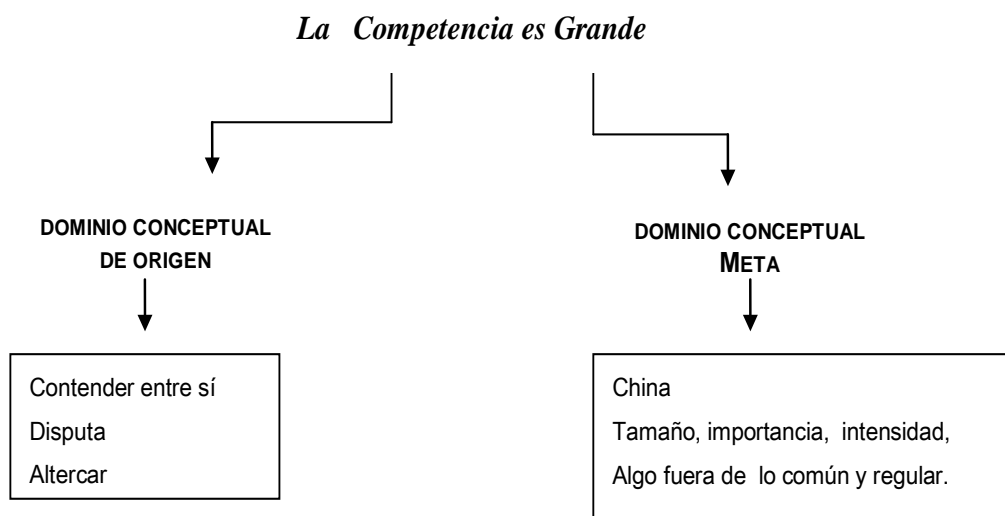 La Competencia es Grande
DOMINIO CONCEPTUAL
DE ORIGEN
Contender entre sí
Disputa
Altercar
DOMINIO CONCEPTUAL
META
China
Tamaño, importancia, intensidad,
Algo fuera de lo común y regular.